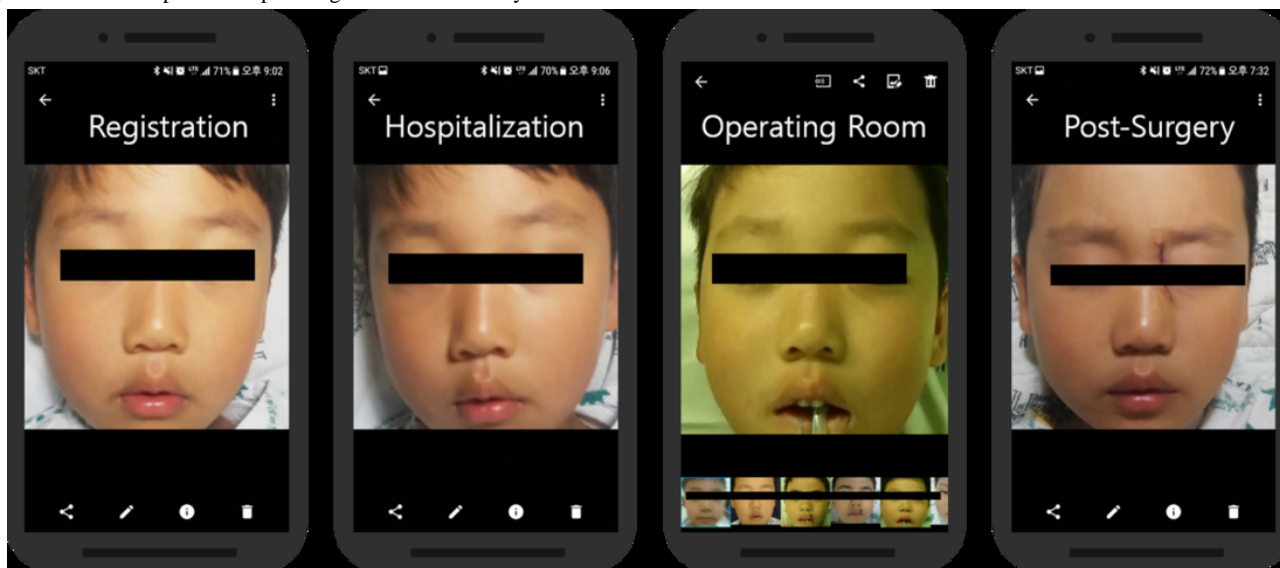 SKT 71% 오후 9:02
Registration
SKT 70% 오후 9:06
Hospitalization
Operating Room
SKT 72% 오후 7:32
Post-Surgery